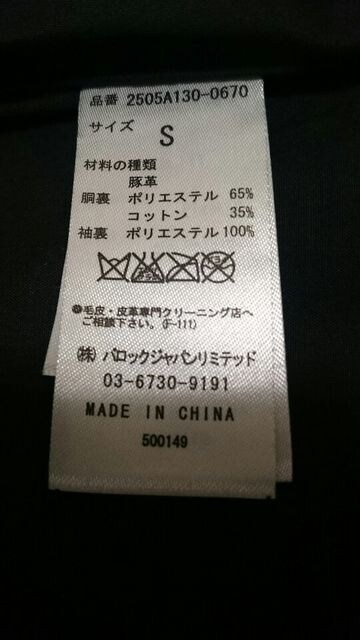 品番 2505A130-0670
サイズ S
材料の種類
豚革
胴裏 ポリエステル 65%
コットン 35%
袖裏 ポリエステル 100%
◎毛皮・皮革専門クリーニング店へ
ご相談下さい。(F-111)
㈱ バロックジャパンリミテッド
03-6730-9191
MADE IN CHINA
500149